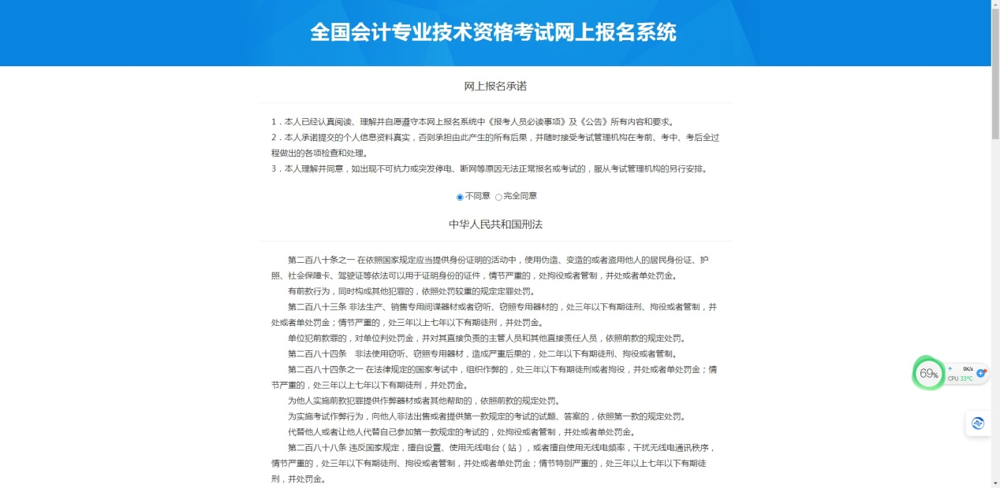 全国会计专业技术资格考试网上报名系统
网上报名承诺
1．本人已经认真阅读、理解并自愿遵守本网上报名系统中《报考人员必读事项》及《公告》所有内容和要求。
2．本人承诺提交的个人信息资料真实，否则承担由此产生的所有后果，并随时接受考试管理机构在考前、考中、考后全过
程做出的各项检查和处理。
3．本人理解并同意，如出现不可抗力或突发停电、断网等原因无法正常报名或考试的，服从考试管理机构的另行安排。
不同意 完全同意
中华人民共和国刑法
第二百八十条之一 在依照国家规定应当提供身份证明的活动中，使用伪造、变造的或者盗用他人的居民身份证、护
照、社会保障卡、驾驶证等依法可以用于证明身份的证件，情节严重的，处拘役或者管制，并处或者单处罚金。
有前款行为，同时构成其他犯罪的，依照处罚较重的规定定罪处罚。
第二百八十三条 非法生产、销售专用间谍器材或者窃听、窃照专用器材的，处三年以下有期徒刑、拘役或者管制，并
处或者单处罚金；情节严重的，处三年以上七年以下有期徒刑，并处罚金。
单位犯前款罪的，对单位判处罚金，并对其直接负责的主管人员和其他直接责任人员，依照前款的规定处罚。
第二百八十四条　非法使用窃听、窃照专用器材，造成严重后果的，处二年以下有期徒刑、拘役或者管制。
第二百八十四条之一 在法律规定的国家考试中，组织作弊的，处三年以下有期徒刑或者拘役，并处或者单处罚金；情
节严重的，处三年以上七年以下有期徒刑，并处罚金。
为他人实施前款犯罪提供作弊器材或者其他帮助的，依照前款的规定处罚。
为实施考试作弊行为，向他人非法出售或者提供第一款规定的考试的试题、答案的，依照第一款的规定处罚。
代替他人或者让他人代替自己参加第一款规定的考试的，处拘役或者管制，并处或者单处罚金。
第二百八十八条 违反国家规定，擅自设置、使用无线电台（站），或者擅自使用无线电频率，干扰无线电通讯秩序，
情节严重的，处三年以下有期徒刑、拘役或者管制，并处或者单处罚金；情节特别严重的，处三年以上七年以下有期徒
刑，并处罚金。
69%
0K/s
CPU 33℃